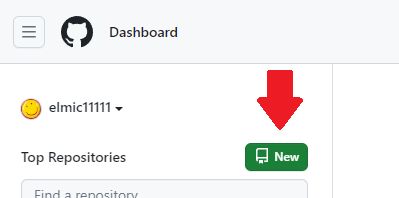 Dashboard
elmic11111
Top Repositories New
Find a repository